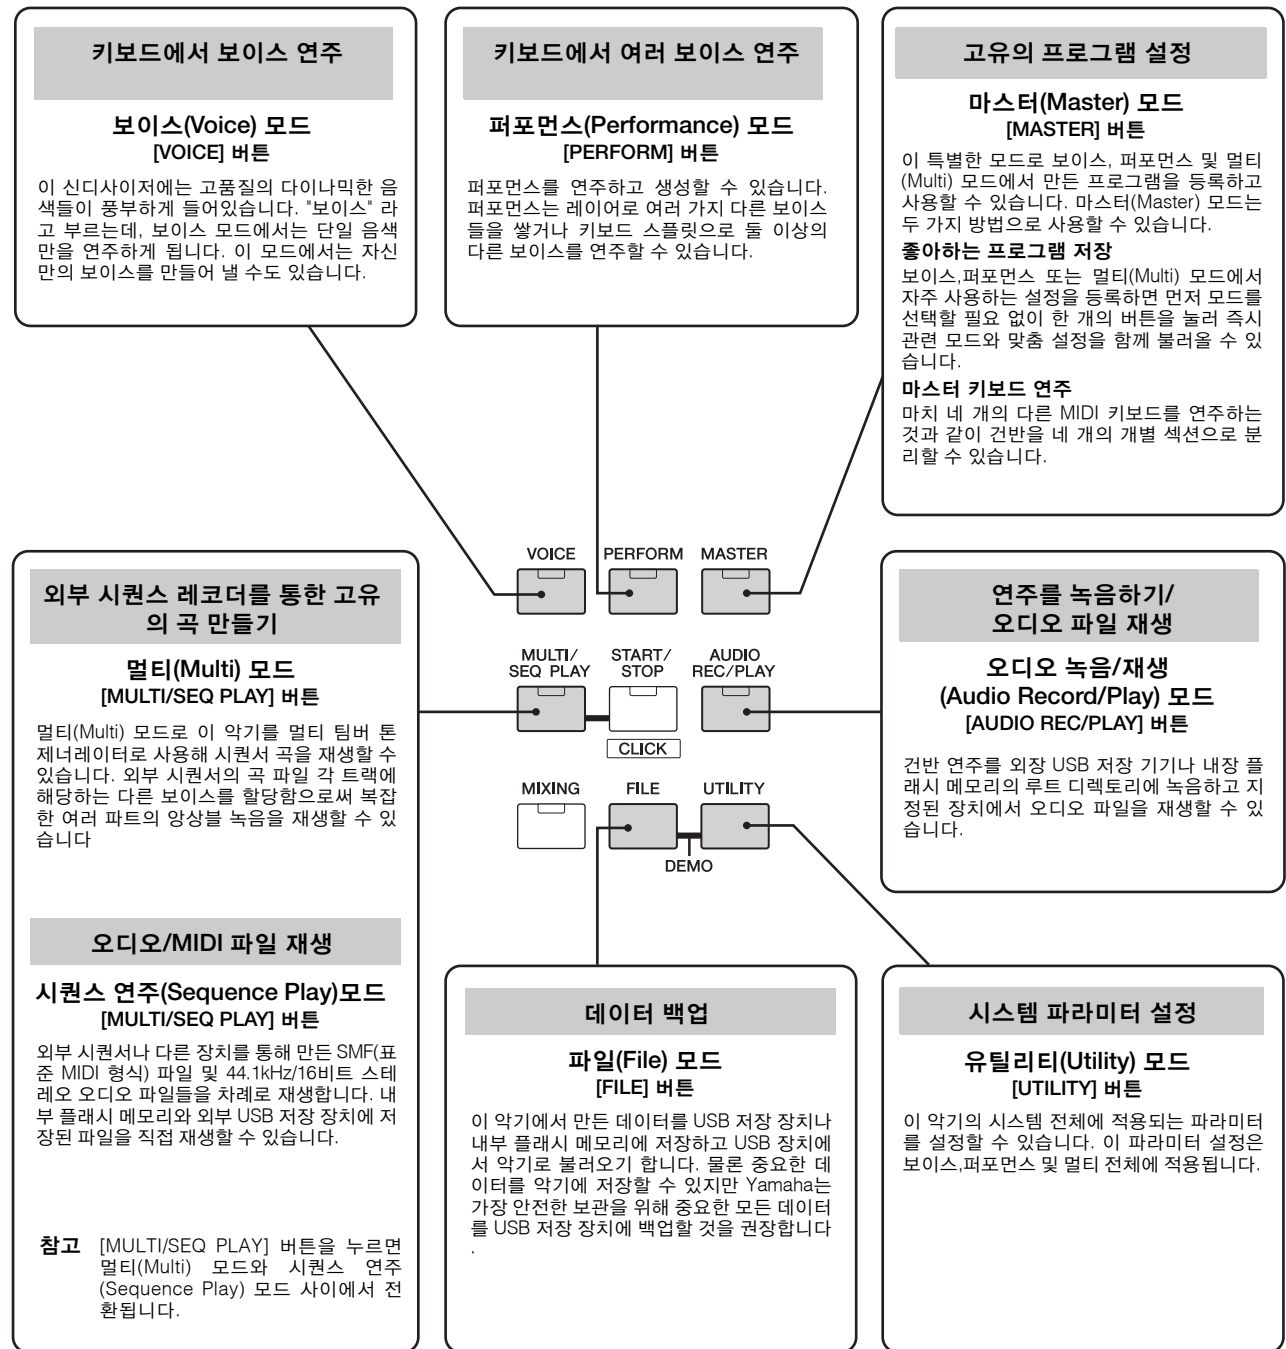 키보드에서 보이스 연주
보이스(Voice) 모드
[VOICE] 버튼
이 신디사이저에는 고품질의 다이나믹한 음
색들이 풍부하게 들어있습니다. "보이스" 라
고 부르는데, 보이스 모드에서는 단일 음색
만을 연주하게 됩니다. 이 모드에서는 자신
만의 보이스를 만들어 낼 수도 있습니다.
키보드에서 여러 보이스 연주
퍼포먼스(Performance) 모드
[PERFORM] 버튼
퍼포먼스를 연주하고 생성할 수 있습니다.
퍼포먼스는 레이어로 여러 가지 다른 보이스
들을 쌓거나 키보드 스플릿으로 둘 이상의
다른 보이스를 연주할 수 있습니다.
고유의 프로그램 설정
마스터(Master) 모드
[MASTER] 버튼
이 특별한 모드로 보이스, 퍼포먼스 및 멀티
(Multi) 모드에서 만든 프로그램을 등록하고
사용할 수 있습니다. 마스터(Master) 모드는
두 가지 방법으로 사용할 수 있습니다.
좋아하는 프로그램 저장
보이스,퍼포먼스 또는 멀티(Multi) 모드에서
자주 사용하는 설정을 등록하면 먼저 모드를
선택할 필요 없이 한 개의 버튼을 눌러 즉시
관련 모드와 맞춤 설정을 함께 불러올 수 있
습니다.
마스터 키보드 연주
마치 네 개의 다른 MIDI 키보드를 연주하는
것과 같이 건반을 네 개의 개별 섹션으로 분
리할 수 있습니다.
VOICE PERFORM MASTER
MULTI/
SEQ PLAY
START/
STOP
AUDIO
REC/PLAY
CLICK
MIXING FILE UTILITY
DEMO
외부 시퀀스 레코더를 통한 고유
의 곡 만들기
멀티(Multi) 모드
[MULTI/SEQ PLAY] 버튼
멀티(Multi) 모드로 이 악기를 멀티 팀버 톤
제너레이터로 사용해 시퀀서 곡을 재생할 수
있습니다. 외부 시퀀서의 곡 파일 각 트랙에
해당하는 다른 보이스를 할당함으로써 복잡
한 여러 파트의 앙상블 녹음을 재생할 수 있
습니다
오디오/MIDI 파일 재생
시퀀스 연주(Sequence Play)모드
[MULTI/SEQ PLAY] 버튼
외부 시퀀서나 다른 장치를 통해 만든 SMF(표
준 MIDI 형식) 파일 및 44.1kHz/16비트 스테
레오 오디오 파일들을 차례로 재생합니다. 내
부 플래시 메모리와 외부 USB 저장 장치에 저
장된 파일을 직접 재생할 수 있습니다.
참고 [MULTI/SEQ PLAY] 버튼을 누르면
멀티(Multi) 모드와 시퀀스 연주
(Sequence Play) 모드 사이에서 전
환됩니다.
연주를 녹음하기/
오디오 파일 재생
오디오 녹음/재생
(Audio Record/Play) 모드
[AUDIO REC/PLAY] 버튼
건반 연주를 외장 USB 저장 기기나 내장 플
래시 메모리의 루트 디렉토리에 녹음하고 지
정된 장치에서 오디오 파일을 재생할 수 있
습니다.
데이터 백업
파일(File) 모드
[FILE] 버튼
이 악기에서 만든 데이터를 USB 저장 장치나
내부 플래시 메모리에 저장하고 USB 장치에
서 악기로 불러오기 합니다. 물론 중요한 데
이터를 악기에 저장할 수 있지만 Yamaha는
가장 안전한 보관을 위해 중요한 모든 데이터
를 USB 저장 장치에 백업할 것을 권장합니다
.
시스템 파라미터 설정
유틸리티(Utility) 모드
[UTILITY] 버튼
이 악기의 시스템 전체에 적용되는 파라미터
를 설정할 수 있습니다. 이 파라미터 설정은
보이스,퍼포먼스 및 멀티 전체에 적용됩니다.